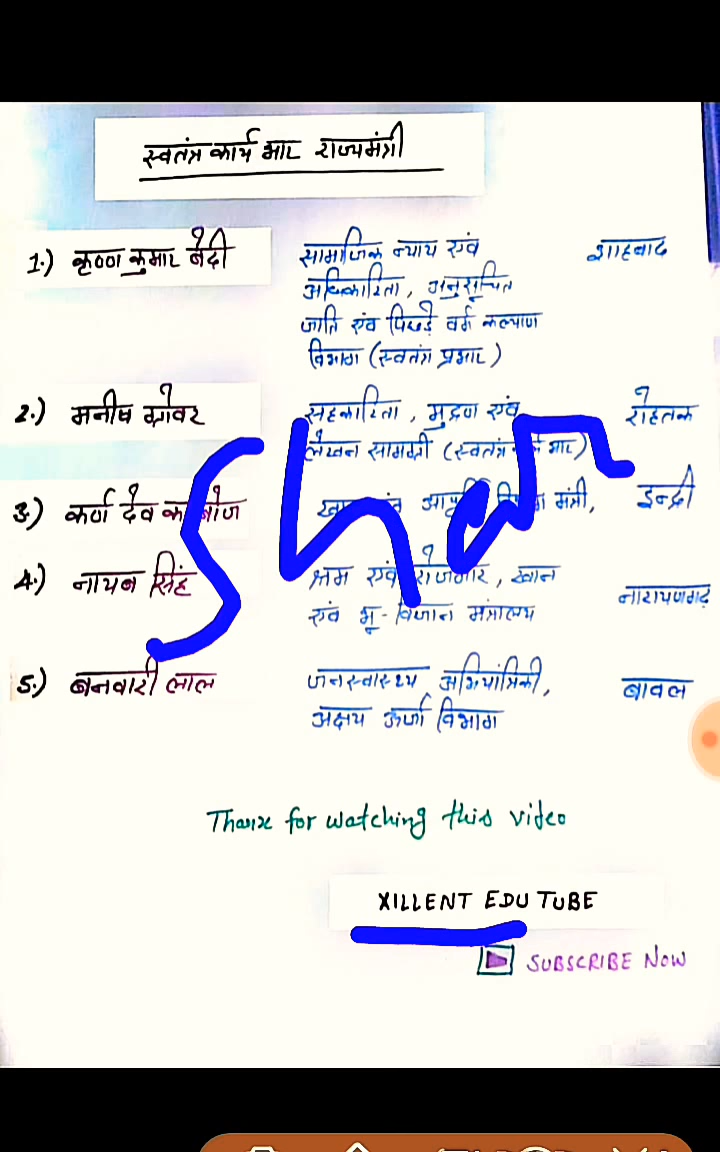 स्वतंत्र कार्य भार राज्यमंत्री
1.) कृष्ण कुमार बेदी सामाजिक न्याय एवं शाहबाद
अधिकारिता, अनुसूचित
जाति एंव पिछड़े वर्ग कल्याण
विभाग (स्वतंत्र प्रभार)
2.) मनीष ग्रोवर सहकारिता, मुद्रण एवं रोहतक
लेखन सामग्री (स्वतंत्र भार)
3) कर्ण देव काम्बोज मंत्री, इन्द्री
4.) नायब सिंह श्रम एवं रोजगार, खान नारायणगढ़
एवं भू-विज्ञान मंत्रालय
5.) बनवारी लाल जनस्वास्थ्य अभियांत्रिकी, बावल
अक्षय ऊर्जा विभाग
Thanx for watching this video
XILLENT EDU TUBE
SUBSCRIBE NOW